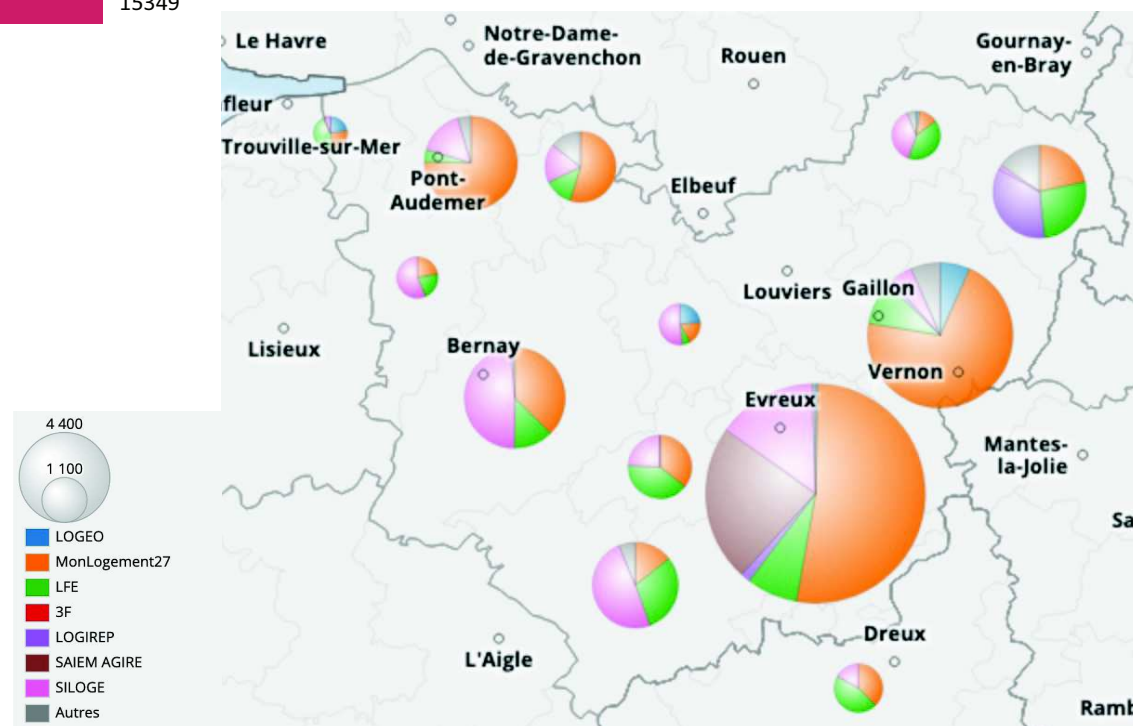 15349
Le Havre
Notre-Dame-
de-Gravenchon
Rouen
Gournay-
en-Bray
fleur
Trouville-sur-Mer
Pont-
Audemer
Elbeuf
Louviers
Gaillon
Lisieux
Bernay
Vernon
Evreux
Mantes-
la-Jolie
Sa
L'Aigle
Dreux
Ramb
4 400
1 100
LOGEO
MonLogement27
LFE
3F
LOGIREP
SAIEM AGIRE
SILOGE
Autres